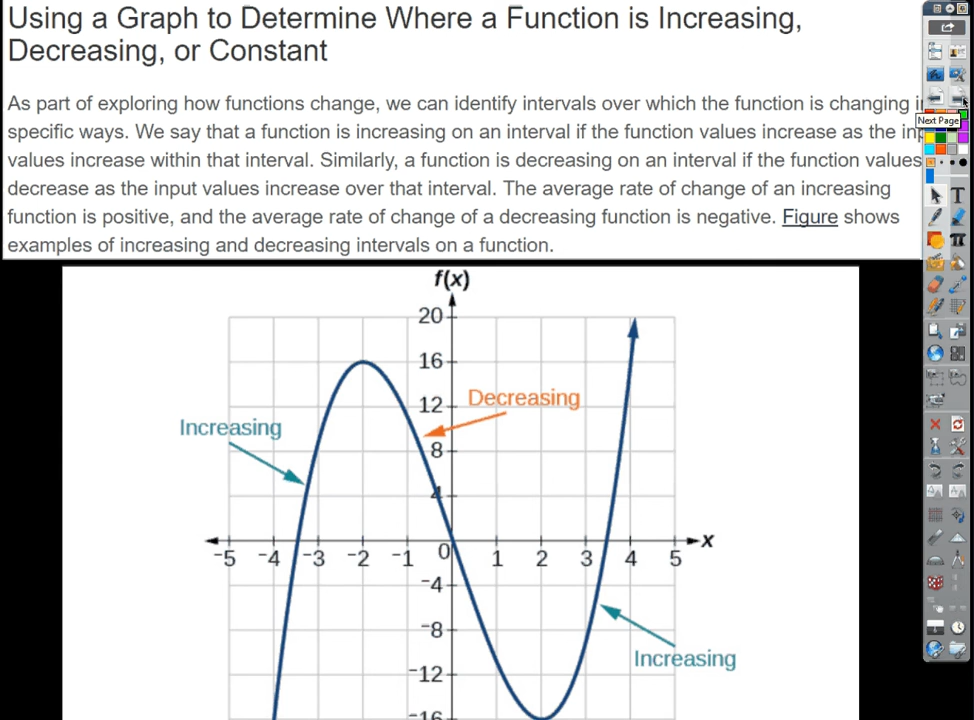 Using a Graph to Determine Where a Function is Increasing,
Decreasing, or Constant
As part of exploring how functions change, we can identify intervals over which the function is changing
specific ways. We say that a function is increasing on an interval if the function values increase as the
values increase within that interval. Similarly, a function is decreasing on an interval if the function values
decrease as the input values increase over that interval. The average rate of change of an increasing
function is positive, and the average rate of change of a decreasing function is negative. Figure shows
examples of increasing and decreasing intervals on a function.
Next Page
T
f(x)
20
16
12
Decreasing
Increasing
8
4
x
-5 -4 -3 -2 -1 0 1 2 3 4 5
-4
-8
Increasing
-12
-16